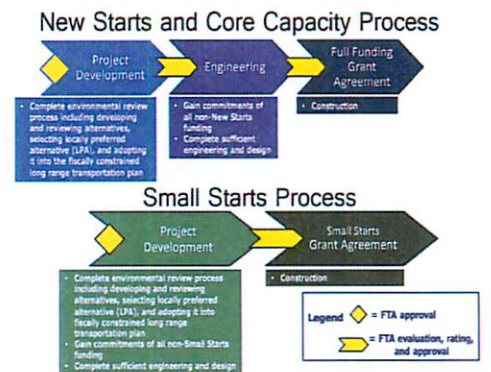 New Starts and Core Capacity Process
Project
Development
Engineering
Full Funding
Grant
Agreement
• Complete environmental review
process including developing
and reviewing alternatives,
selecting locally preferred
alternative (LPA), and adopting
it into the fiscally constrained
long range transportation plan
• Gain commitments of
all non-New Starts
funding
• Complete sufficient
engineering and design
• Construction
Small Starts Process
Project
Development
Small Starts
Grant Agreement
• Complete environmental review process
including developing and reviewing
alternatives, selecting locally preferred
alternative (LPA), and adopting it into
fiscally constrained long range
transportation plan
• Gain commitments of all non-Small Starts
funding
• Complete sufficient engineering and design
• Construction
Legend
= FTA approval
= FTA evaluation, rating,
and approval